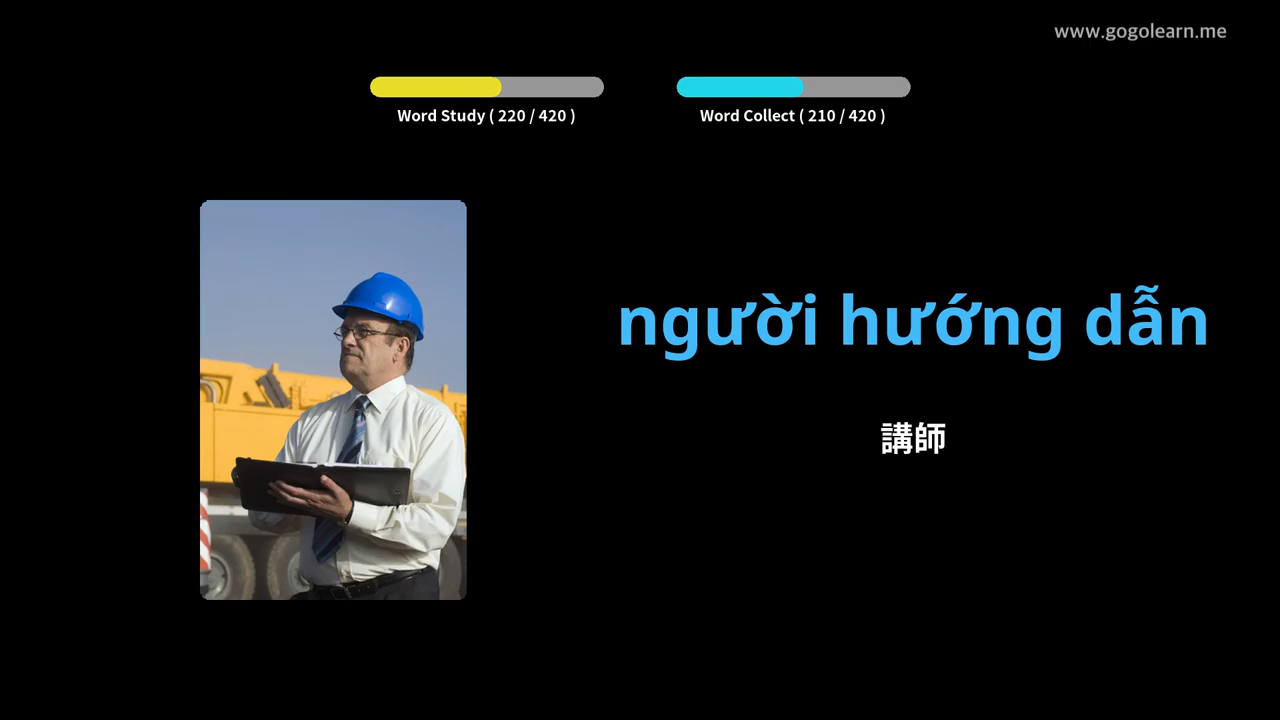 www.gogolearn.me
Word Study ( 220 / 420 )
Word Collect ( 210 / 420 )
người hướng dẫn
講師